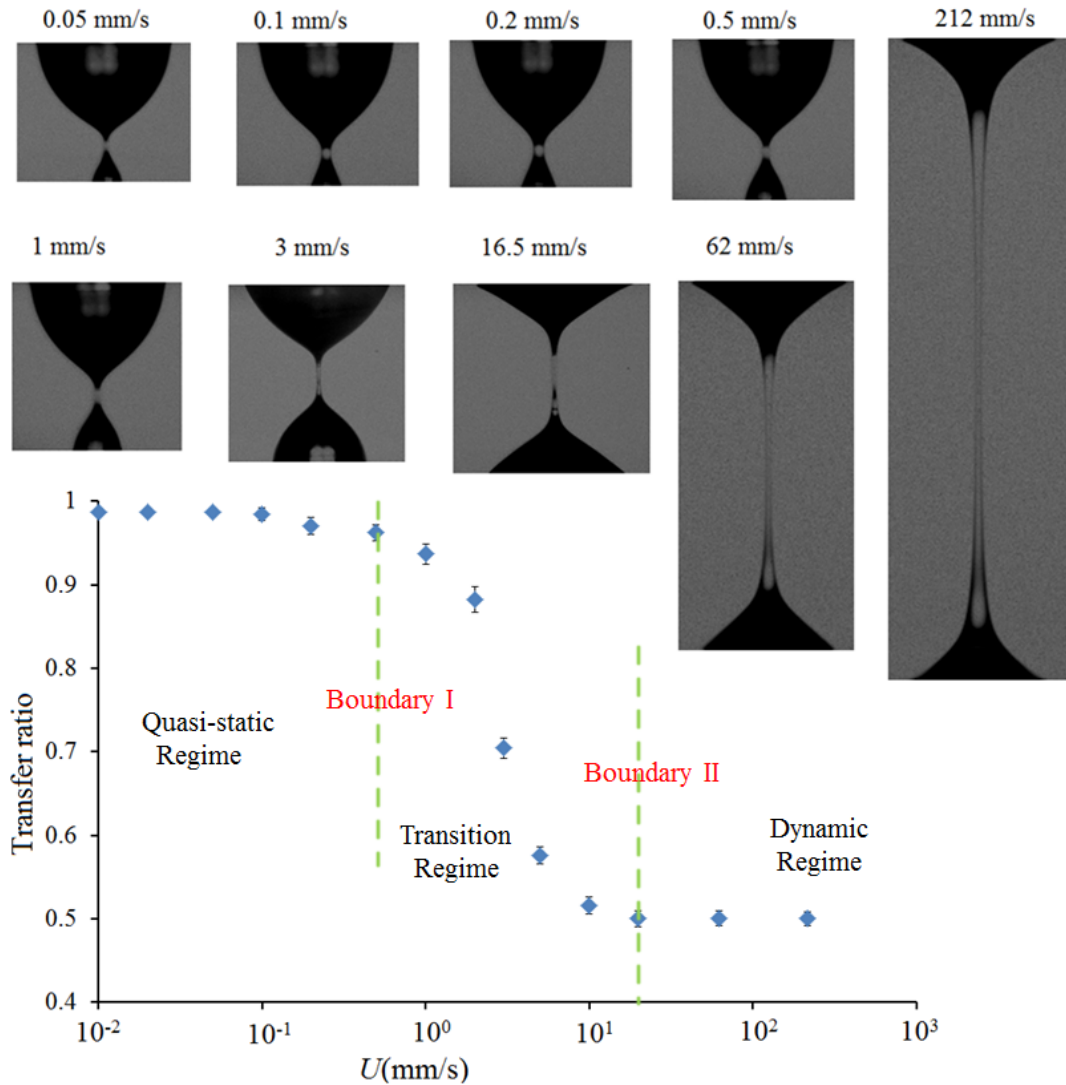 0.05 mm/s
0.1 mm/s
0.2 mm/s
0.5 mm/s
212 mm/s
1 mm/s
3 mm/s
16.5 mm/s
62 mm/s
1
0.9
0.8
0.7
0.6
0.5
0.4
Transfer ratio
Quasi-static
Regime
Boundary I
Transition
Regime
Boundary II
Dynamic
Regime
10⁻²
10⁻¹
10⁰
10¹
10²
10³
U(mm/s)